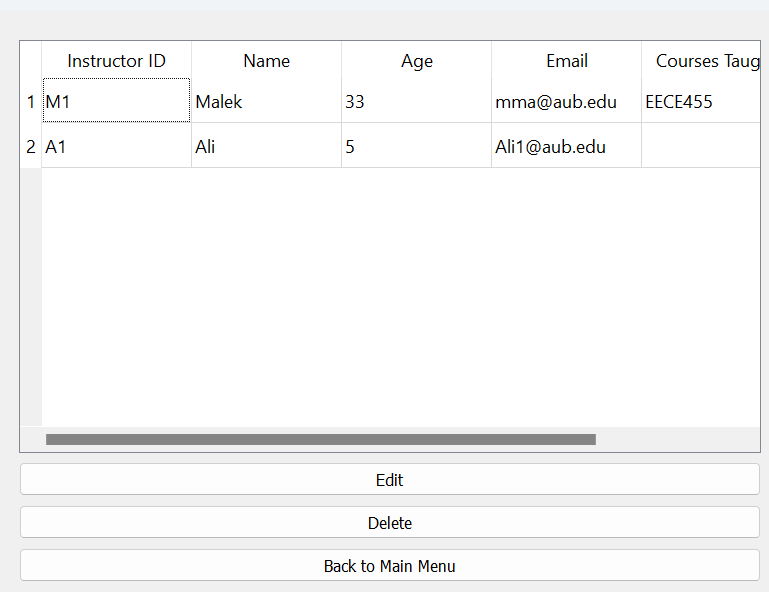 Instructor ID Name Age Email Courses Taug
1 M1 Malek 33 mma@aub.edu EECE455
2 A1 Ali 5 Ali1@aub.edu
Edit
Delete
Back to Main Menu